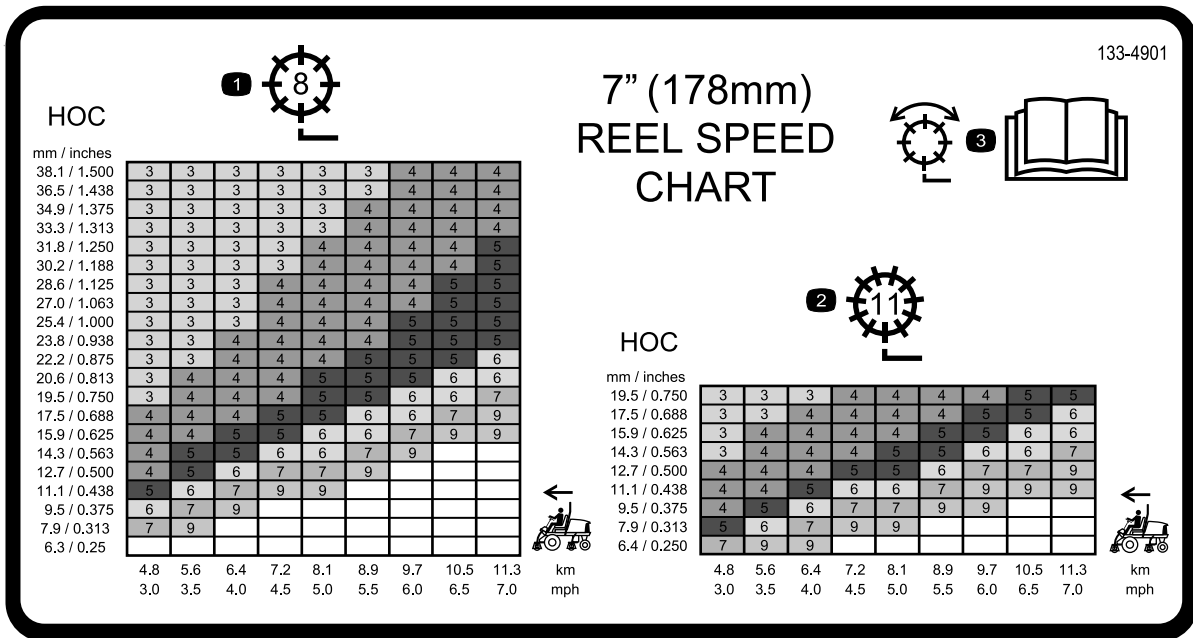 133-4901
7” (178mm)
REEL SPEED
CHART
1
8
3
HOC
mm / inches
38.1 / 1.500 3 3 3 3 3 3 4 4 4
36.5 / 1.438 3 3 3 3 3 3 4 4 4
34.9 / 1.375 3 3 3 3 3 4 4 4 4
33.3 / 1.313 3 3 3 3 3 4 4 4 4
31.8 / 1.250 3 3 3 3 4 4 4 4 5
30.2 / 1.188 3 3 3 3 4 4 4 4 5
28.6 / 1.125 3 3 3 4 4 4 4 5 5
27.0 / 1.063 3 3 3 4 4 4 4 5 5
25.4 / 1.000 3 3 3 4 4 4 5 5 5
23.8 / 0.938 3 3 4 4 4 4 5 5 5
22.2 / 0.875 3 3 4 4 4 5 5 5 6
20.6 / 0.813 3 4 4 4 5 5 5 6 6
19.5 / 0.750 3 4 4 4 5 5 6 6 7
17.5 / 0.688 4 4 4 5 5 6 6 7 9
15.9 / 0.625 4 4 5 5 6 6 7 9 9
14.3 / 0.563 4 5 5 6 6 7 9
12.7 / 0.500 4 5 6 7 7 9
11.1 / 0.438 5 6 7 9 9
9.5 / 0.375 6 7 9
7.9 / 0.313 7 9
6.3 / 0.25
4.8 5.6 6.4 7.2 8.1 8.9 9.7 10.5 11.3 km
3.0 3.5 4.0 4.5 5.0 5.5 6.0 6.5 7.0 mph
2
11
HOC
mm / inches
19.5 / 0.750 3 3 3 4 4 4 4 5 5
17.5 / 0.688 3 3 4 4 4 4 5 5 6
15.9 / 0.625 3 4 4 4 4 5 5 6 6
14.3 / 0.563 3 4 4 4 5 5 6 6 7
12.7 / 0.500 4 4 4 5 5 6 7 7 9
11.1 / 0.438 4 4 5 6 6 7 9 9 9
9.5 / 0.375 4 5 6 7 7 9 9
7.9 / 0.313 5 6 7 9 9
6.4 / 0.250 7 9 9
4.8 5.6 6.4 7.2 8.1 8.9 9.7 10.5 11.3 km
3.0 3.5 4.0 4.5 5.0 5.5 6.0 6.5 7.0 mph